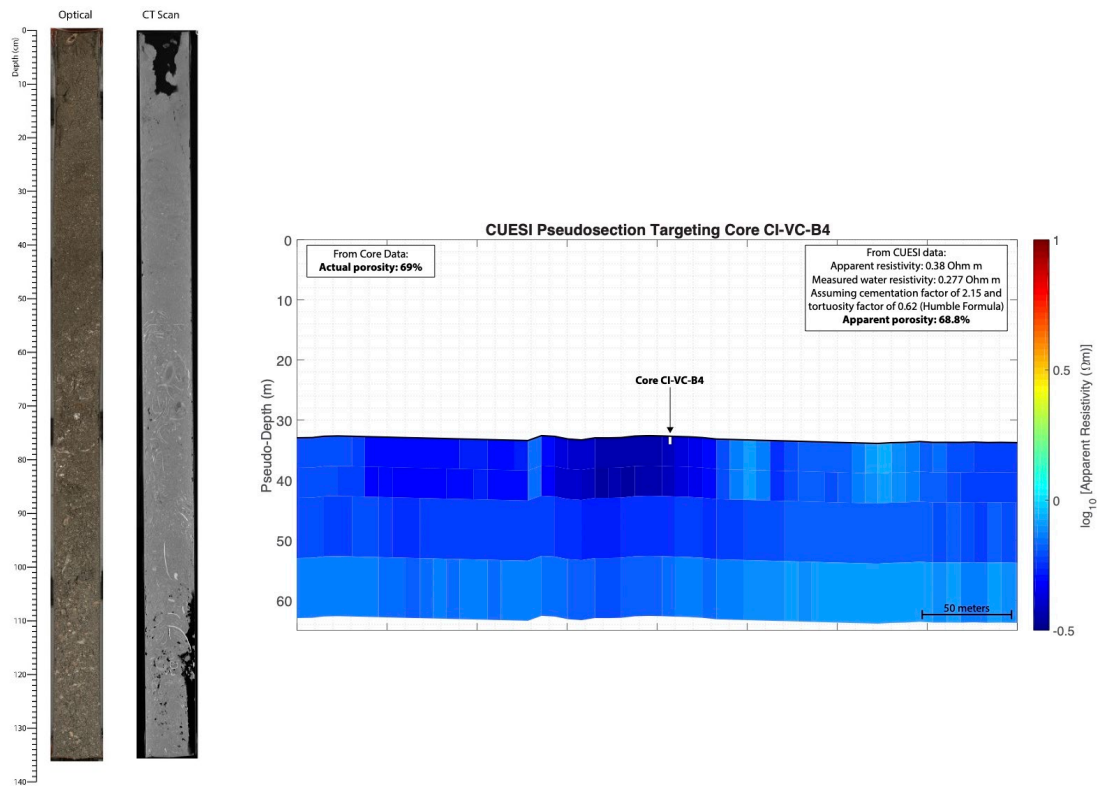 Optical
CT Scan
Depth (cm)
0
10
20
30
40
50
60
70
80
90
100
110
120
130
140
CUESI Pseudosection Targeting Core CI-VC-B4
Pseudo-Depth (m)
0
10
20
30
40
50
60
From Core Data:
Actual porosity: 69%
From CUESI data:
Apparent resistivity: 0.38 Ohm m
Measured water resistivity: 0.277 Ohm m
Assuming cementation factor of 2.15 and
tortuosity factor of 0.62 (Humble Formula)
Apparent porosity: 68.8%
Core CI-VC-B4
50 meters
1
0.5
0
-0.5
log10 [Apparent Resistivity (Ωm)]